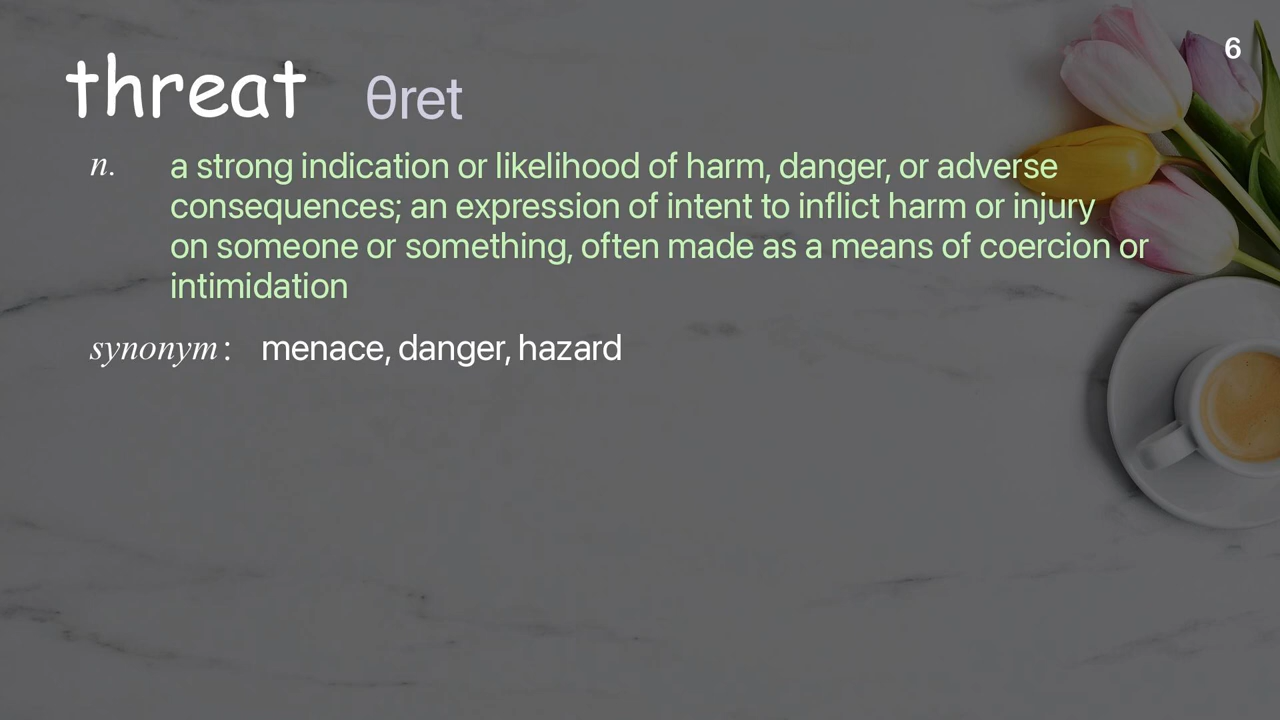 6
threat θret
n. a strong indication or likelihood of harm, danger, or adverse
consequences; an expression of intent to inflict harm or injury
on someone or something, often made as a means of coercion or
intimidation
synonym: menace, danger, hazard